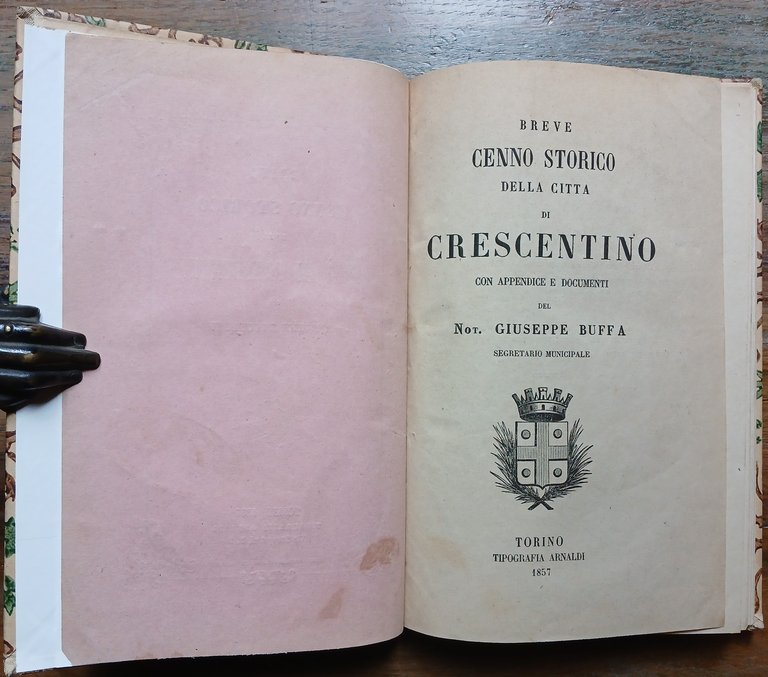 BREVE
CENNO STORICO
DELLA CITTA
DI
CRESCENTINO
CON APPENDICE E DOCUMENTI
DEL
NOT. GIUSEPPE BUFFA
SEGRETARIO MUNICIPALE
TORINO
TIPOGRAFIA ARNALDI
1857